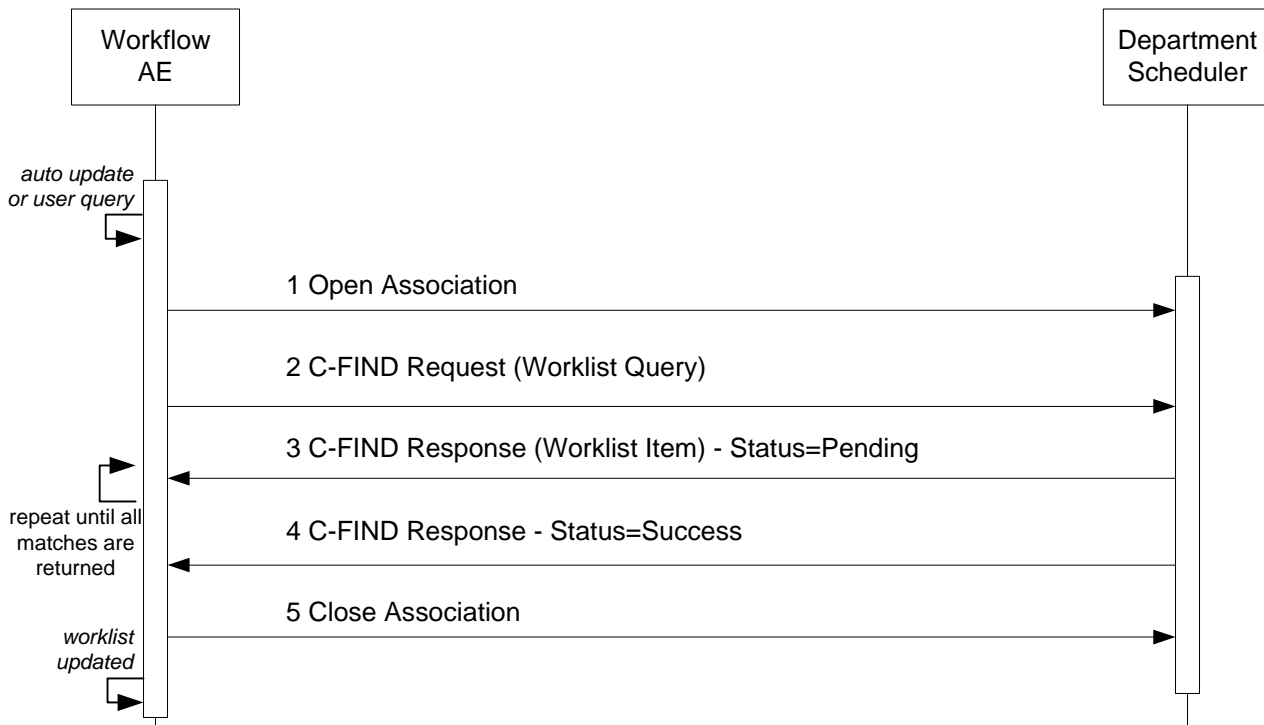 Workflow
AE
Department
Scheduler
auto update
or user query
1 Open Association
2 C-FIND Request (Worklist Query)
3 C-FIND Response (Worklist Item) - Status=Pending
repeat until all
matches are
returned
4 C-FIND Response - Status=Success
5 Close Association
worklist
updated